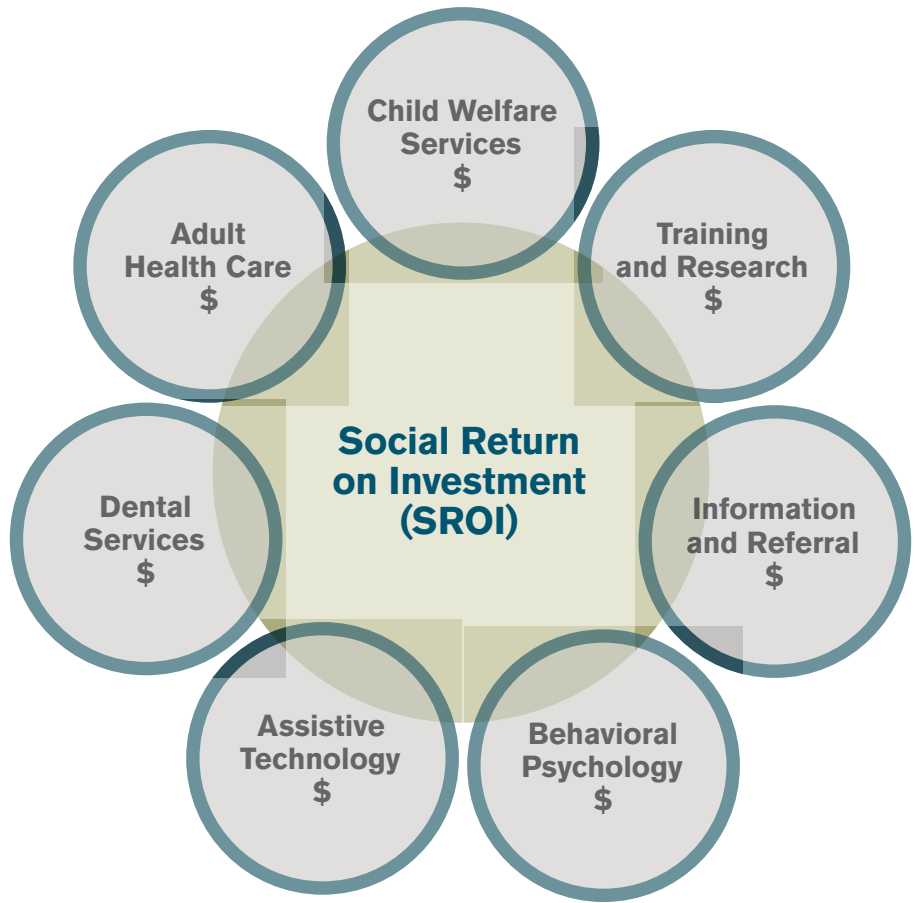 Child Welfare
Services
$
Adult
Health Care
$
Training
and Research
$
Social Return
on Investment
(SROI)
Dental
Services
$
Information
and Referral
$
Assistive
Technology
$
Behavioral
Psychology
$